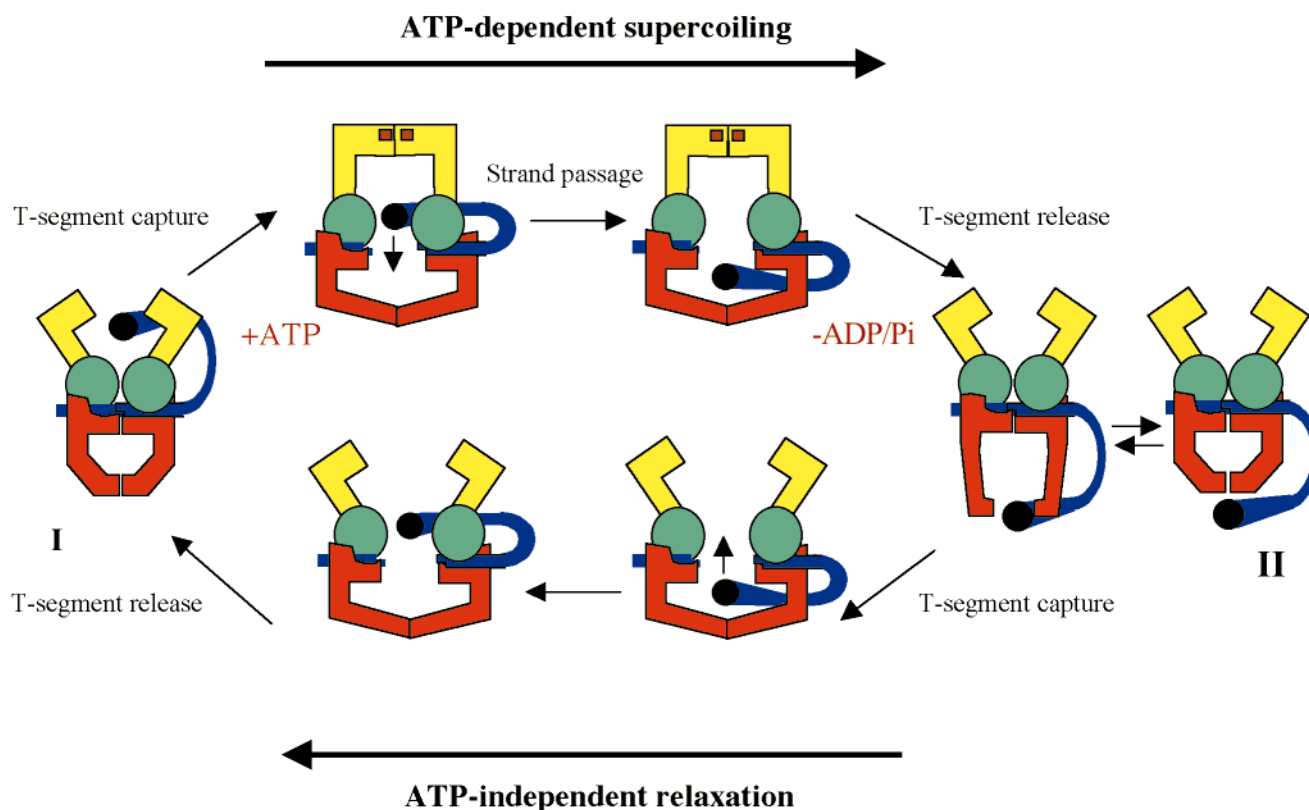 ATP-dependent supercoiling
Strand passage
T-segment capture
T-segment release
+ATP
-ADP/Pi
I
II
T-segment release
T-segment capture
ATP-independent relaxation